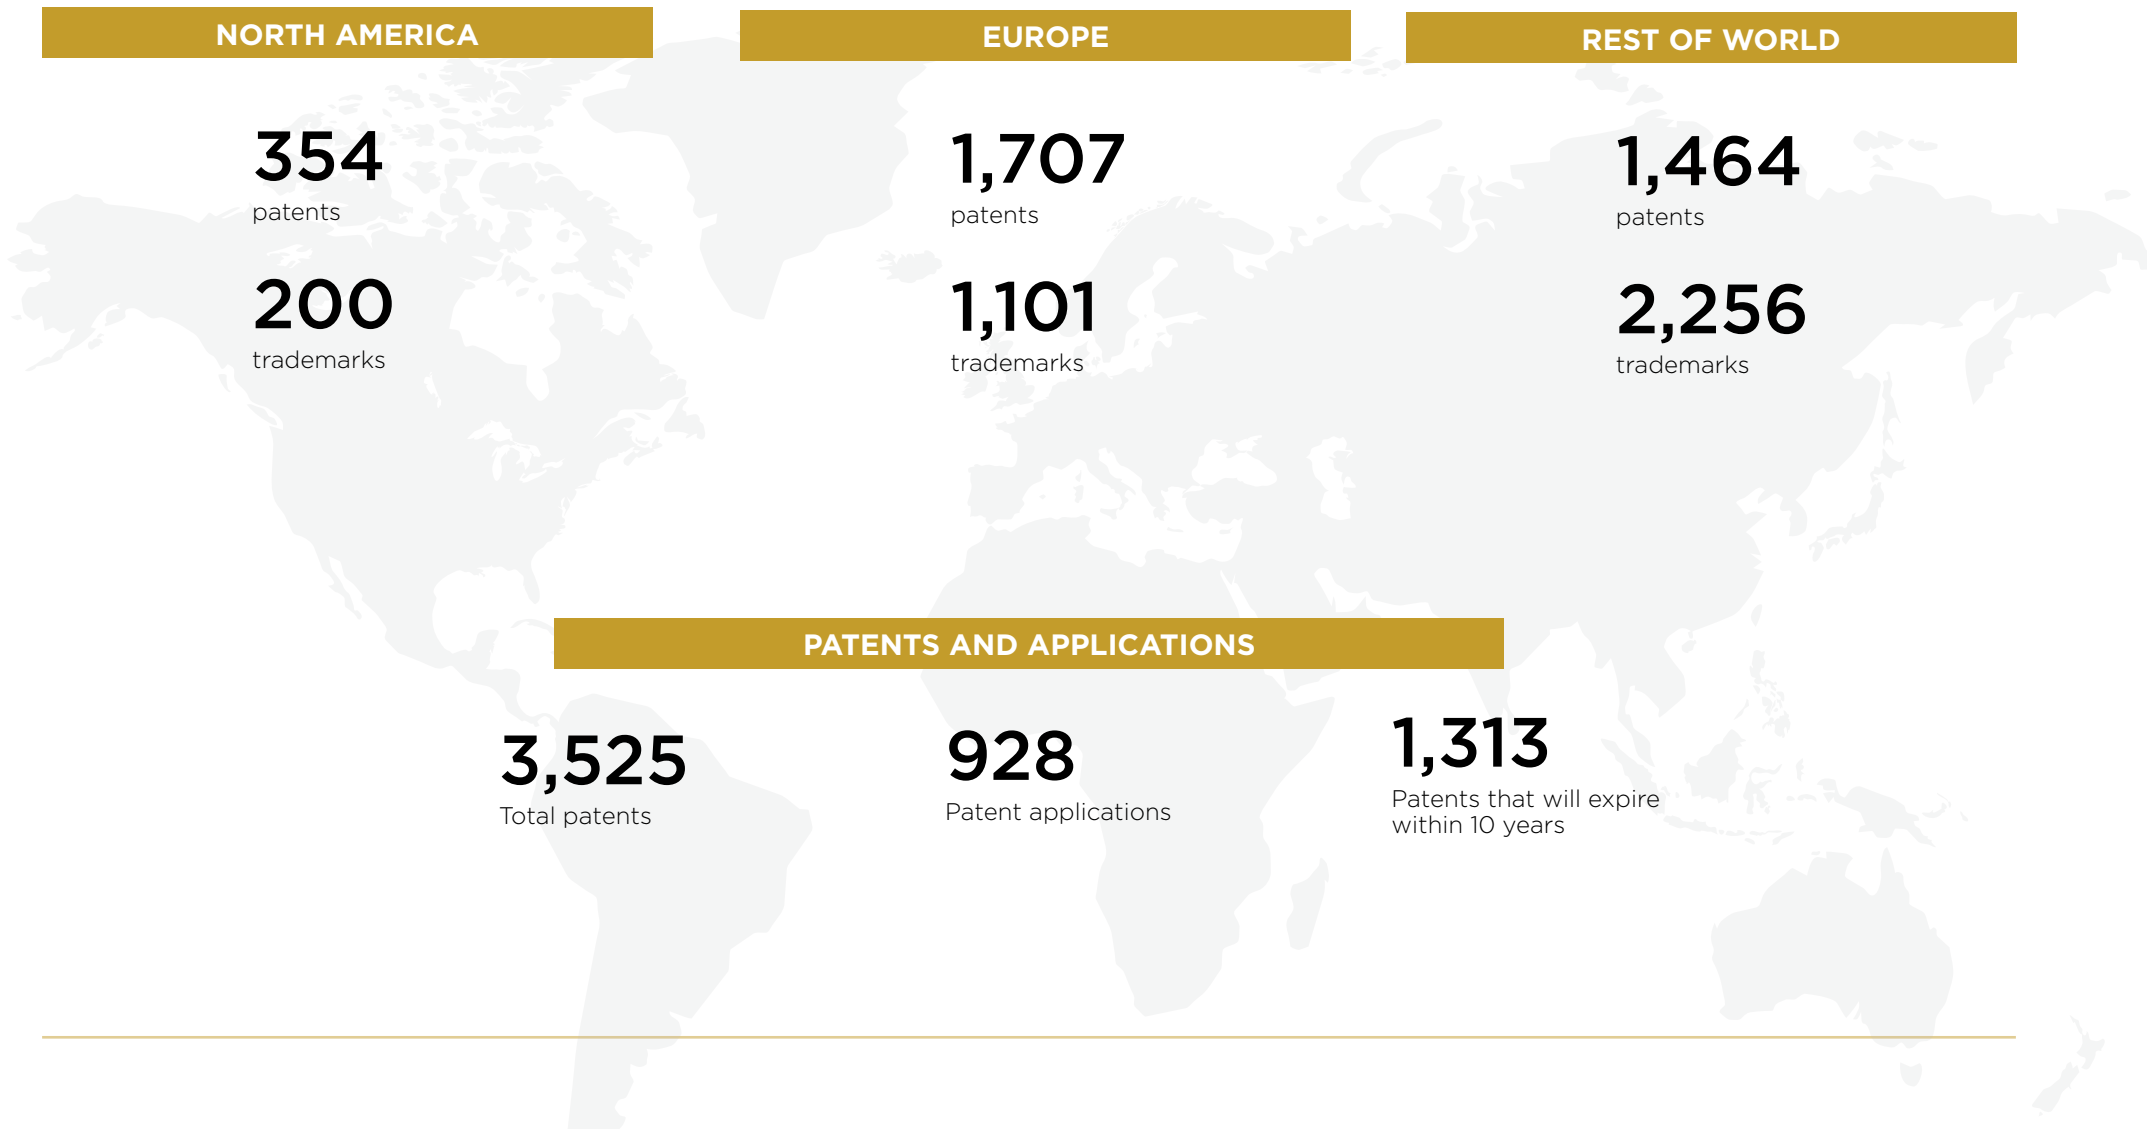 NORTH AMERICA
354
patents
200
trademarks
EUROPE
1,707
patents
1,101
trademarks
REST OF WORLD
1,464
patents
2,256
trademarks
PATENTS AND APPLICATIONS
3,525
Total patents
928
Patent applications
1,313
Patents that will expire
within 10 years